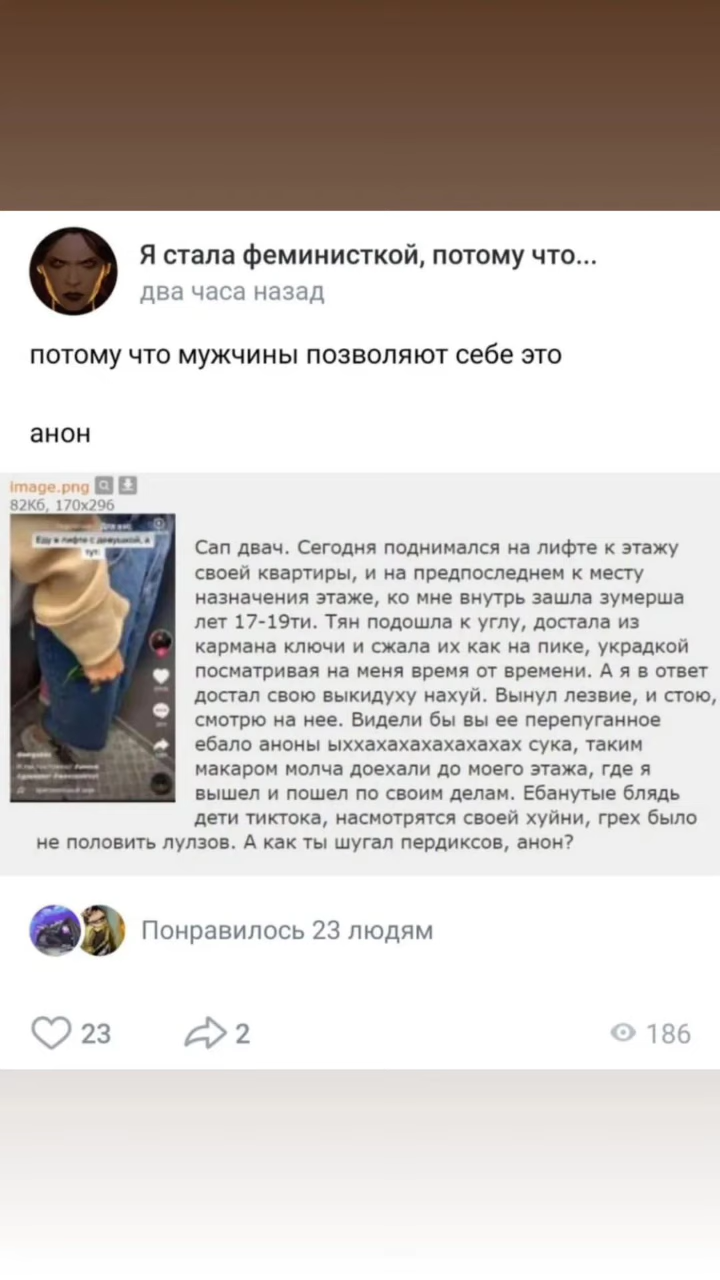 Я стала феминисткой, потому что...
два часа назад
потому что мужчины позволяют себе это
анон
image.png
82Кб, 170x296
Еду в лифте с девушкой, а
тут:
Сап двач. Сегодня поднимался на лифте к этажу
своей квартиры, и на предпоследнем к месту
назначения этаже, ко мне внутрь зашла зумерша
лет 17-19ти. Тян подошла к углу, достала из
кармана ключи и сжала их как на пике, украдкой
посматривая на меня время от времени. А я в ответ
достал свою выкидуху нахуй. Вынул лезвие, и стою,
смотрю на нее. Видели бы вы ее перепуганное
ебало аноны ыххахахахахахахах сука, таким
макаром молча доехали до моего этажа, где я
вышел и пошел по своим делам. Ебанутые блядь
дети тиктока, насмотрятся своей хуйни, грех было
не половить лулзов. А как ты шугал пердиксов, анон?
Понравилось 23 людям
23
2
186